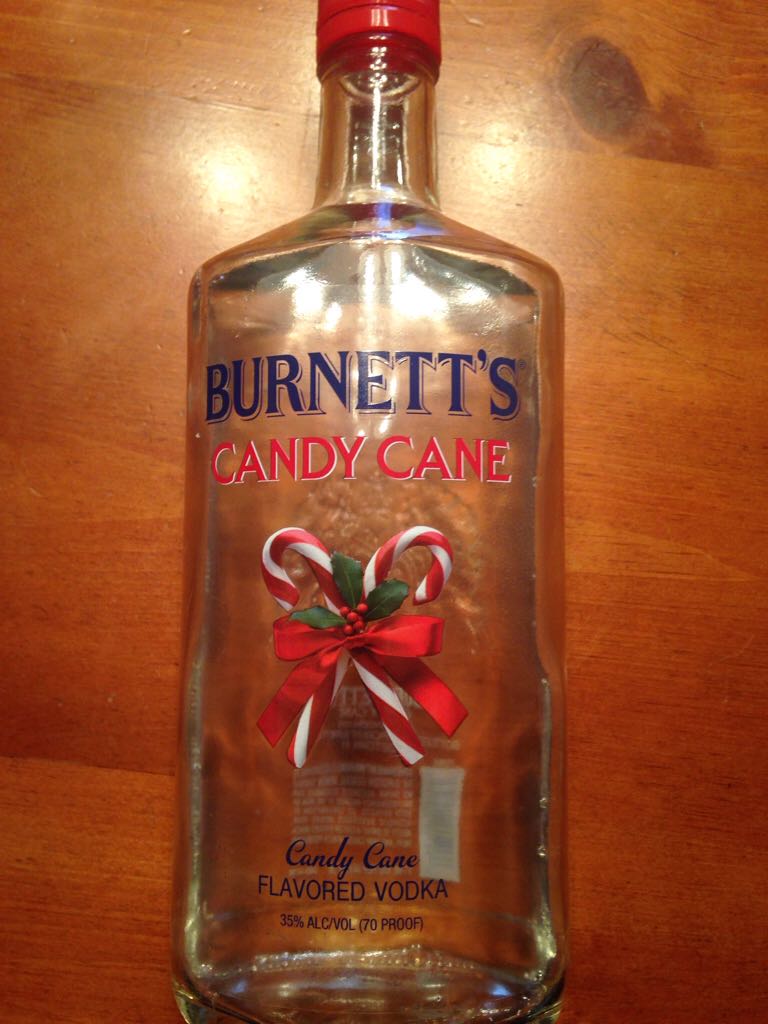 BURNETT'S®
CANDY CANE
Candy Cane
FLAVORED VODKA
35% ALC/VOL (70 PROOF)